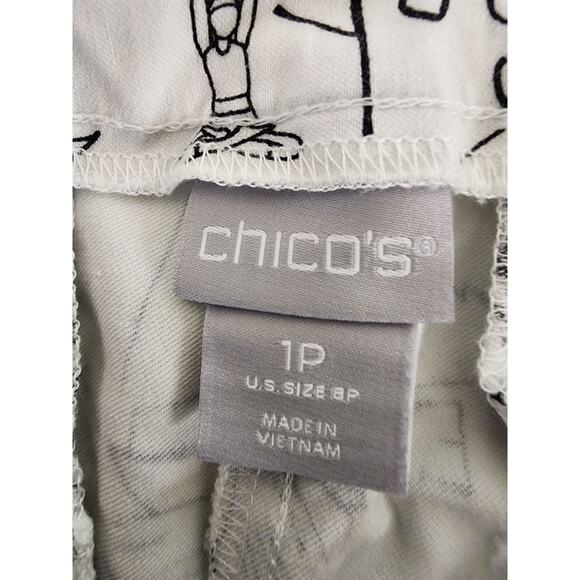 chico's®
1P
U.S. SIZE 8P
MADE IN
VIETNAM